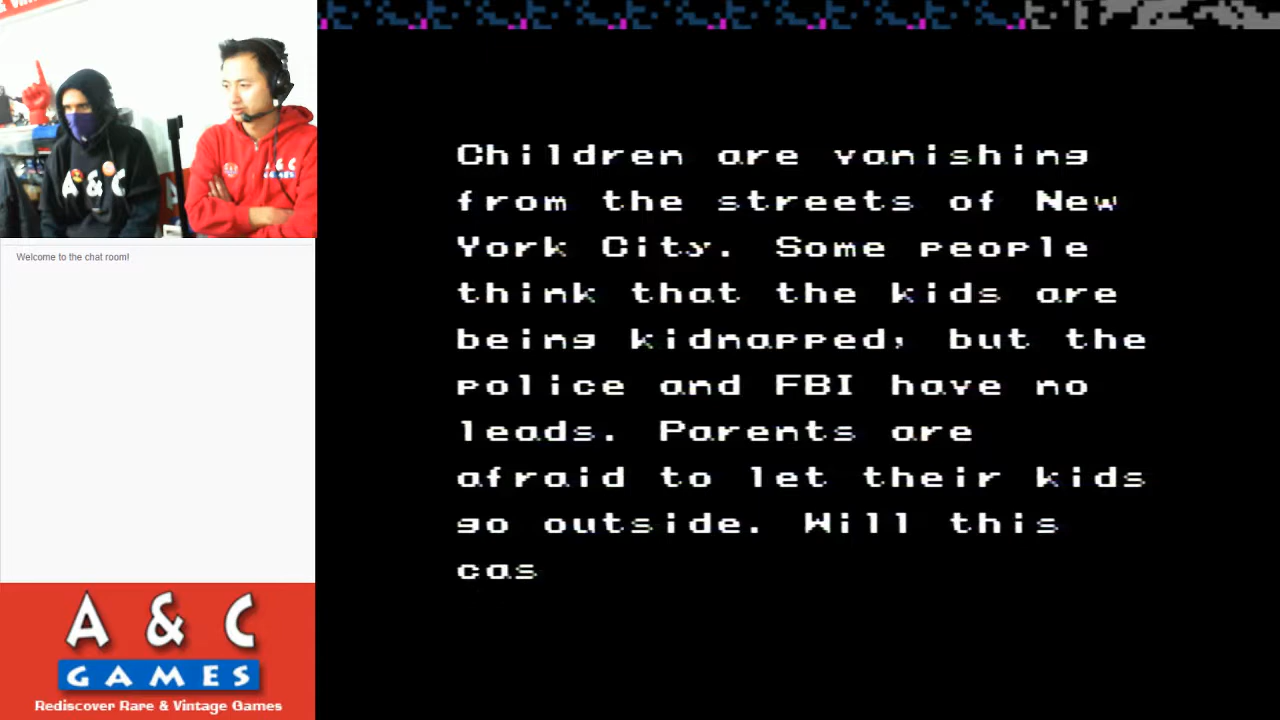 Children are vanishing
from the streets of New
York City. Some people
think that the kids are
being kidnapped, but the
police and FBI have no
leads. Parents are
afraid to let their kids
go outside. Will this
cas
A & C
A & C
GAMES
Welcome to the chat room!
A & C
GAMES
Rediscover Rare & Vintage Games